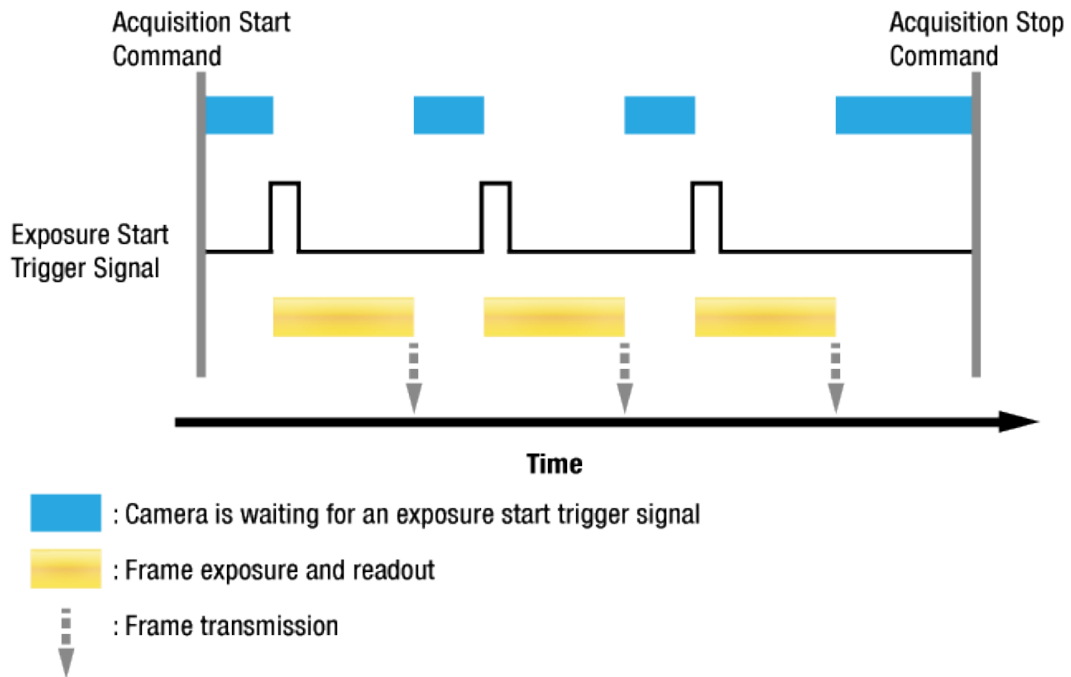 Acquisition Start
Command
Acquisition Stop
Command
Exposure Start
Trigger Signal
Time
: Camera is waiting for an exposure start trigger signal
: Frame exposure and readout
: Frame transmission